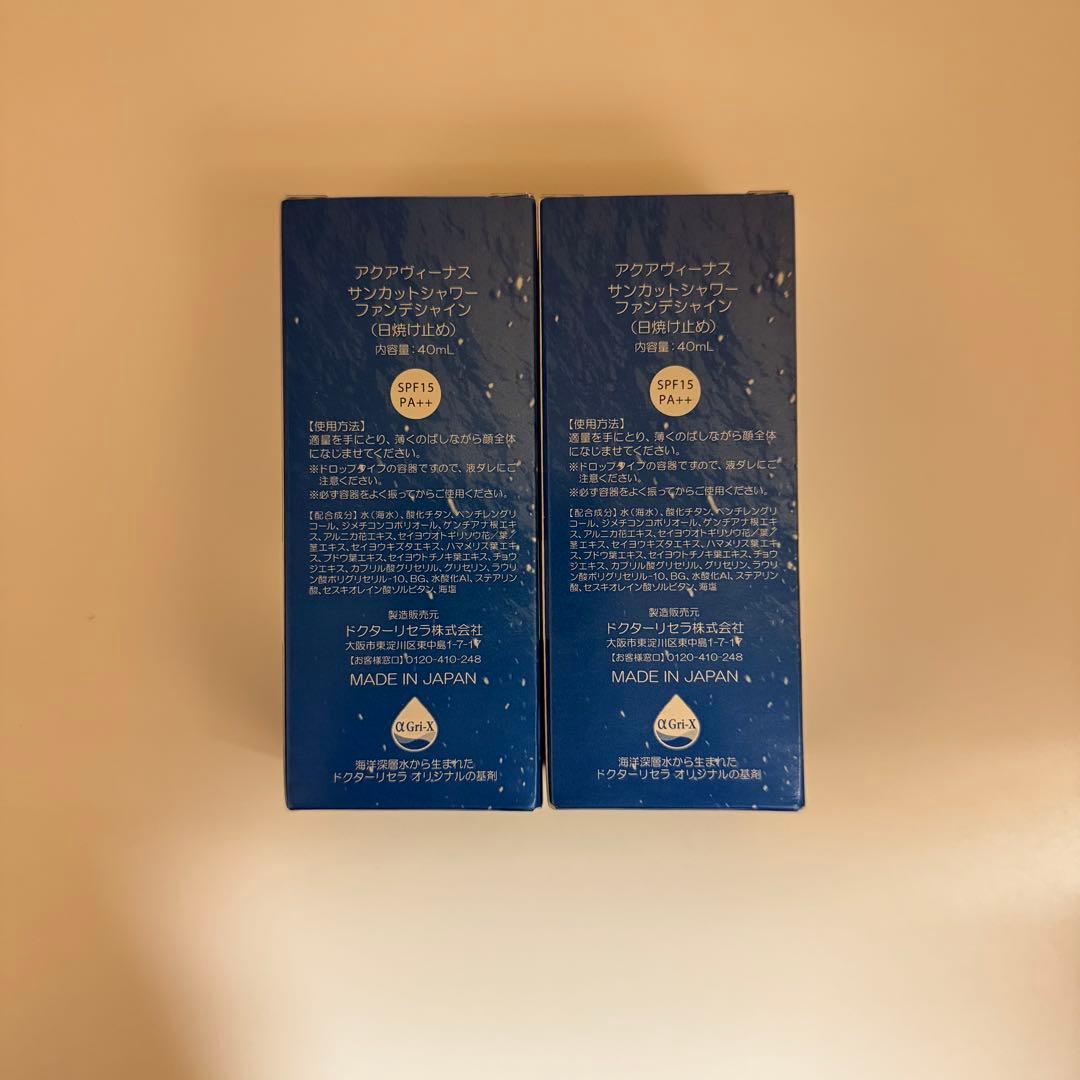 アクアヴィーナス
サンカットシャワー
ファンデシャイン
（日焼け止め）
内容量：40mL
SPF15
PA++
【使用方法】
適量を手にとり、薄くのばしながら顔全体
になじませてください。
※ドロップタイプの容器ですので、液ダレにご
注意ください。
※必ず容器をよく振ってからご使用ください。
【配合成分】水（海水）、酸化チタン、ペンチレングリ
コール、ジメチコンコポリオール、ゲンチアナ根エキ
ス、アルニカ花エキス、セイヨウオトギリソウ花／葉／
茎エキス、セイヨウキズタエキス、ハマメリス葉エキ
ス、ブドウ葉エキス、セイヨウトチノキ葉エキス、チョウ
ジエキス、カプリル酸グリセリル、グリセリン、ラウリ
ン酸ポリグリセリル-10、BG、水酸化Al、ステアリン
酸、セスキオレイン酸ソルビタン、海塩
製造販売元
ドクターリセラ株式会社
大阪市東淀川区東中島1-7-17
【お客様窓口】0120-410-248
MADE IN JAPAN
αGri-X
海洋深層水から生まれた
ドクターリセラ オリジナルの基剤
アクアヴィーナス
サンカットシャワー
ファンデシャイン
（日焼け止め）
内容量：40mL
SPF15
PA++
【使用方法】
適量を手にとり、薄くのばしながら顔全体
になじませてください。
※ドロップタイプの容器ですので、液ダレにご
注意ください。
※必ず容器をよく振ってからご使用ください。
【配合成分】水（海水）、酸化チタン、ペンチレングリ
コール、ジメチコンコポリオール、ゲンチアナ根エキ
ス、アルニカ花エキス、セイヨウオトギリソウ花／葉／
茎エキス、セイヨウキズタエキス、ハマメリス葉エキ
ス、ブドウ葉エキス、セイヨウトチノキ葉エキス、チョウ
ジエキス、カプリル酸グリセリル、グリセリン、ラウリ
ン酸ポリグリセリル-10、BG、水酸化Al、ステアリン
酸、セスキオレイン酸ソルビタン、海塩
製造販売元
ドクターリセラ株式会社
大阪市東淀川区東中島1-7-17
【お客様窓口】0120-410-248
MADE IN JAPAN
αGri-X
海洋深層水から生まれた
ドクターリセラ オリジナルの基剤